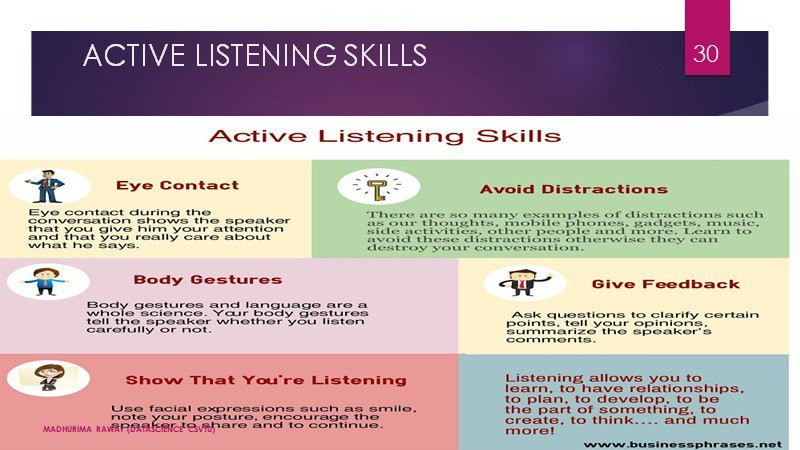 ACTIVE LISTENING SKILLS
30
Active Listening Skills
Eye Contact
Eye contact during the
conversation shows the speaker
that you give him your attention
and that you really care about
what he says.
Avoid Distractions
There are so many examples of distractions such
as our thoughts, mobile phones, gadgets, music,
side activities, other people and more. Learn to
avoid these distractions otherwise they can
destroy your conversation.
Body Gestures
Body gestures and language are a
whole science. Your body gestures
tell the speaker whether you listen
carefully or not.
Give Feedback
Ask questions to clarify certain
points, tell your opinions,
summarize the speaker's
comments.
Show That You're Listening
Use facial expressions such as smile,
note your posture, encourage the
speaker to share and to continue.
MADHURIMA RAWAT (DATASCIENCE CSVTU)
Listening allows you to
learn, to have relationships,
to plan, to develop, to be
the part of something, to
create, to think.... and much
more!
www.businessphrases.net